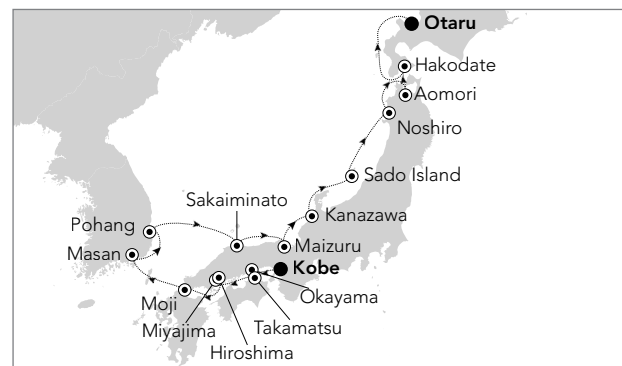 Otaru
Hakodate
Aomori
Noshiro
Sado Island
Sakaiminato
Kanazawa
Pohang
Maizuru
Masan
Kobe
Okayama
Moji
Miyajima
Takamatsu
Hiroshima